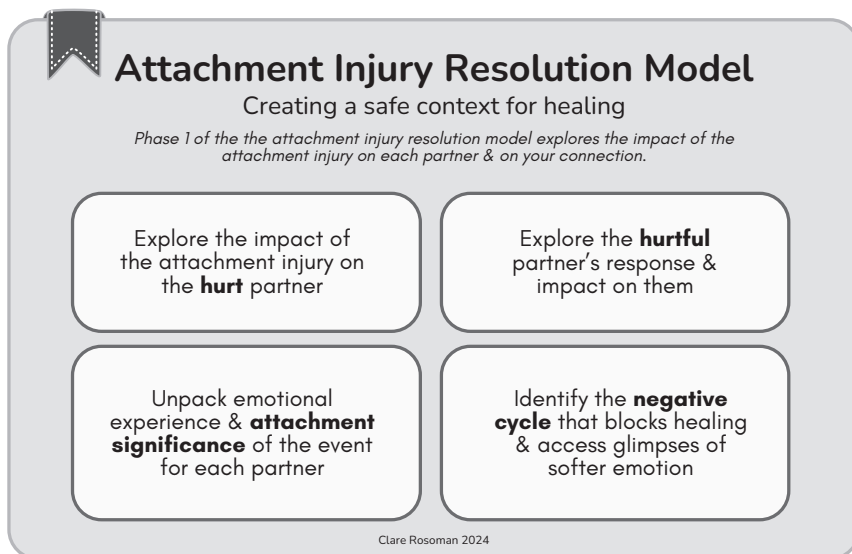 Attachment Injury Resolution Model
Creating a safe context for healing
Phase 1 of the the attachment injury resolution model explores the impact of the
attachment injury on each partner & on your connection.
Explore the impact of
the attachment injury on
the hurt partner
Explore the hurtful
partner's response &
impact on them
Unpack emotional
experience & attachment
significance of the event
for each partner
Identify the negative
cycle that blocks healing
& access glimpses of
softer emotion
Clare Rosoman 2024